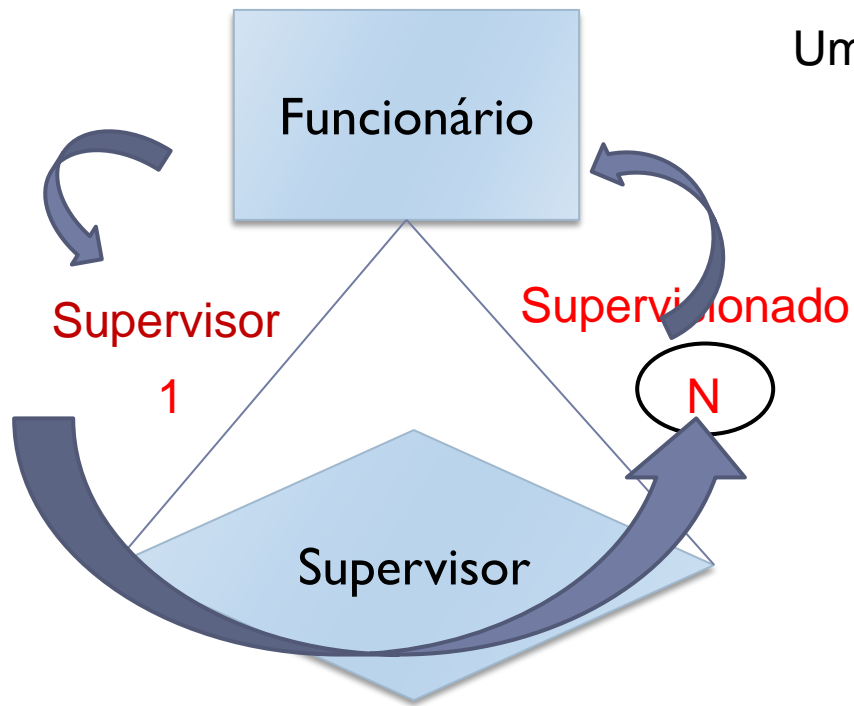 Um
Funcionário
Supervisor
Supervisionado
1
N
Supervisor